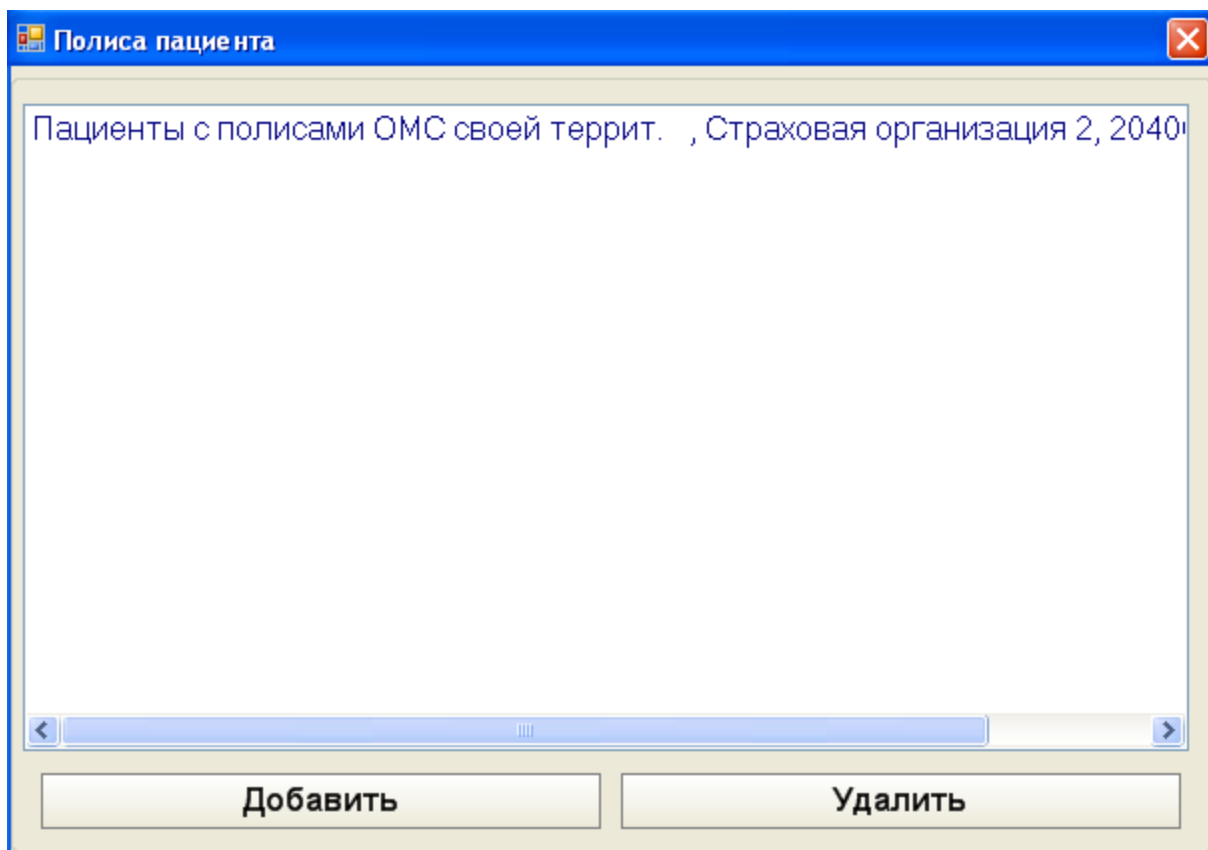 Полиса пациента
Пациенты с полисами ОМС своей террит. , Страховая организация 2, 2040
Добавить
Удалить